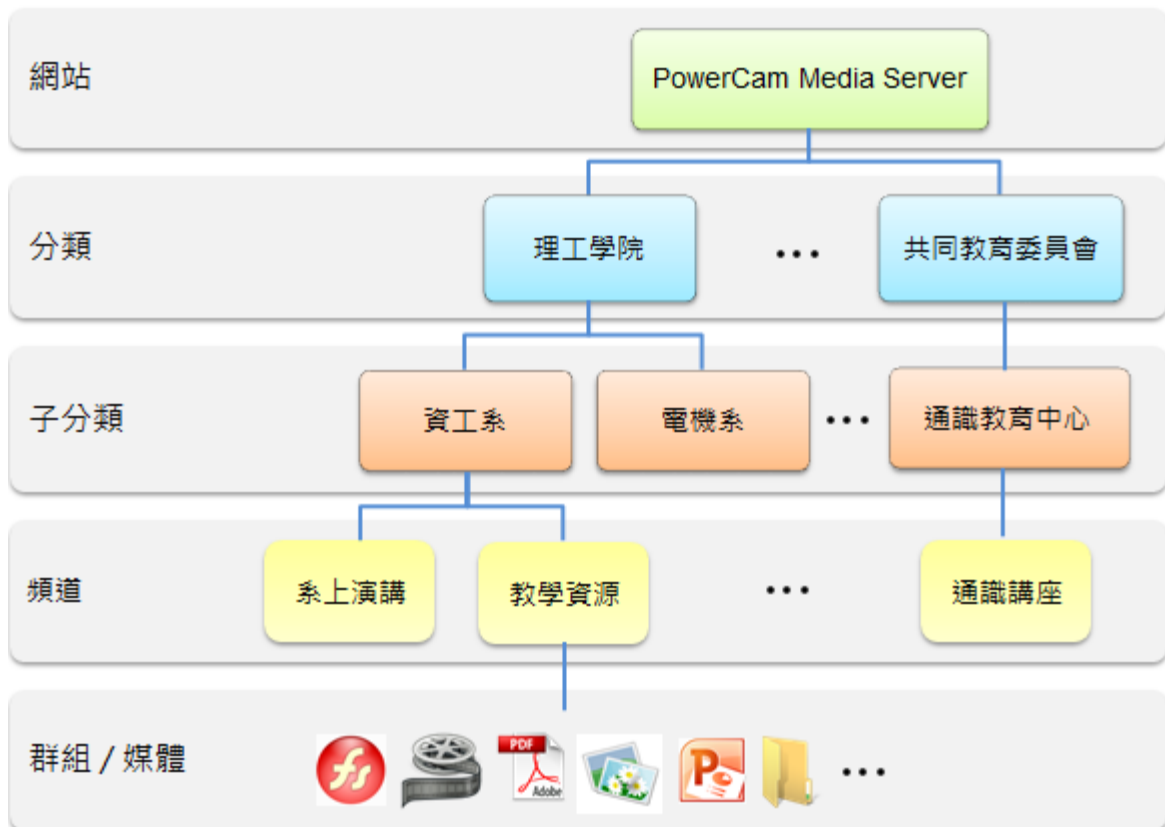 網站
PowerCam Media Server
分類
理工學院
...
共同教育委員會
子分類
資工系
電機系
...
通識教育中心
頻道
系上演講
教學資源
...
通識講座
群組 / 媒體
PDF
Adobe
P
...